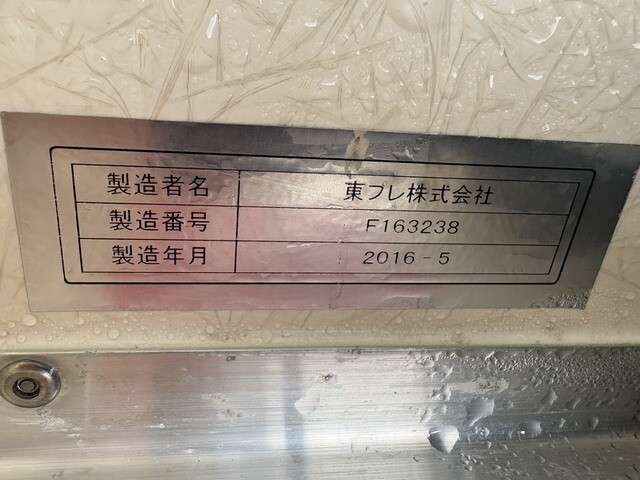 製造者名 東プレ株式会社
製造番号 F163238
製造年月 2016-5